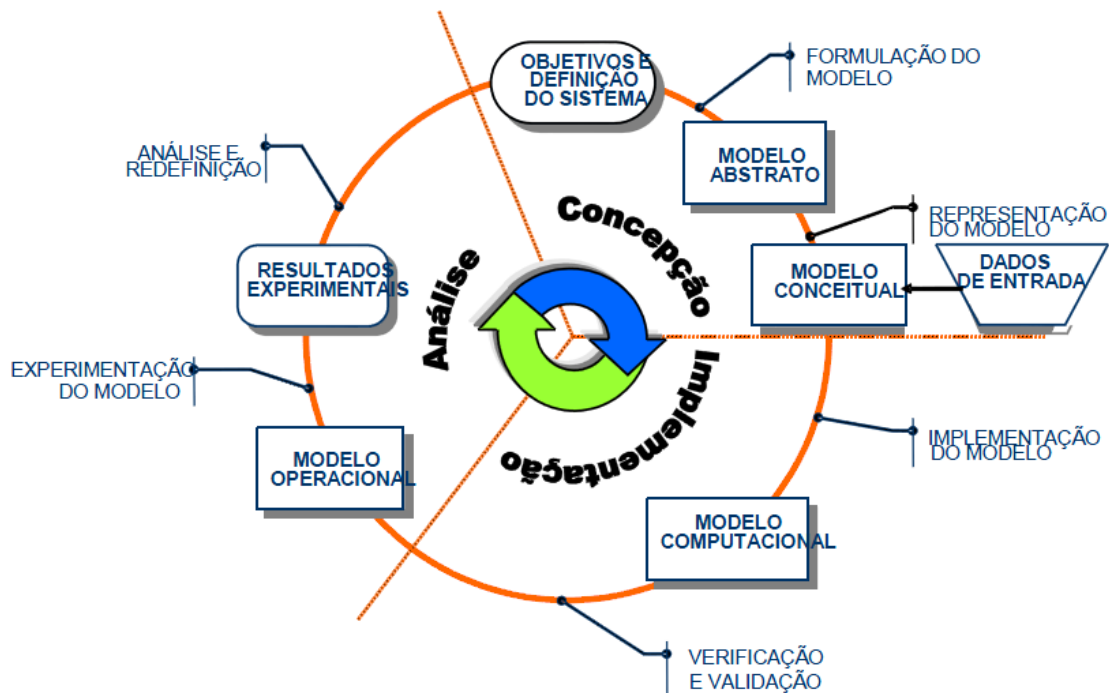 OBJETIVOS E
DEFINIÇÃO
DO SISTEMA
FORMULAÇÃO DO
MODELO
MODELO
ABSTRATO
REPRESENTAÇÃO
DO MODELO
MODELO
CONCEITUAL
DADOS
DE ENTRADA
IMPLEMENTAÇÃO
DO MODELO
MODELO
COMPUTACIONAL
VERIFICAÇÃO
E VALIDAÇÃO
MODELO
OPERACIONAL
EXPERIMENTAÇÃO
DO MODELO
RESULTADOS
EXPERIMENTAIS
ANÁLISE E
REDEFINIÇÃO
Concepção
Implementação
Análise